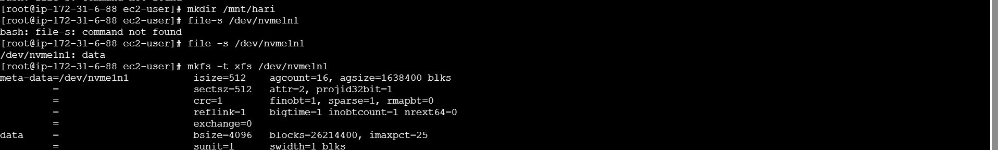 [root@ip-172-31-6-88 ec2-user]# mkdir /mnt/hari
[root@ip-172-31-6-88 ec2-user]# file-s /dev/nvme1n1
bash: file-s: command not found
[root@ip-172-31-6-88 ec2-user]# file -s /dev/nvme1n1
/dev/nvme1n1: data
[root@ip-172-31-6-88 ec2-user]# mkfs -t xfs /dev/nvme1n1
meta-data=/dev/nvme1n1           isize=512    agcount=16, agsize=1638400 blks
         =                       sectsz=512   attr=2, projid32bit=1
         =                       crc=1        finobt=1, sparse=1, rmapbt=0
         =                       reflink=1    bigtime=1 inobtcount=1 nrext64=0
         =                       exchange=0
data     =                       bsize=4096   blocks=26214400, imaxpct=25
         =                       sunit=1      swidth=1 blks